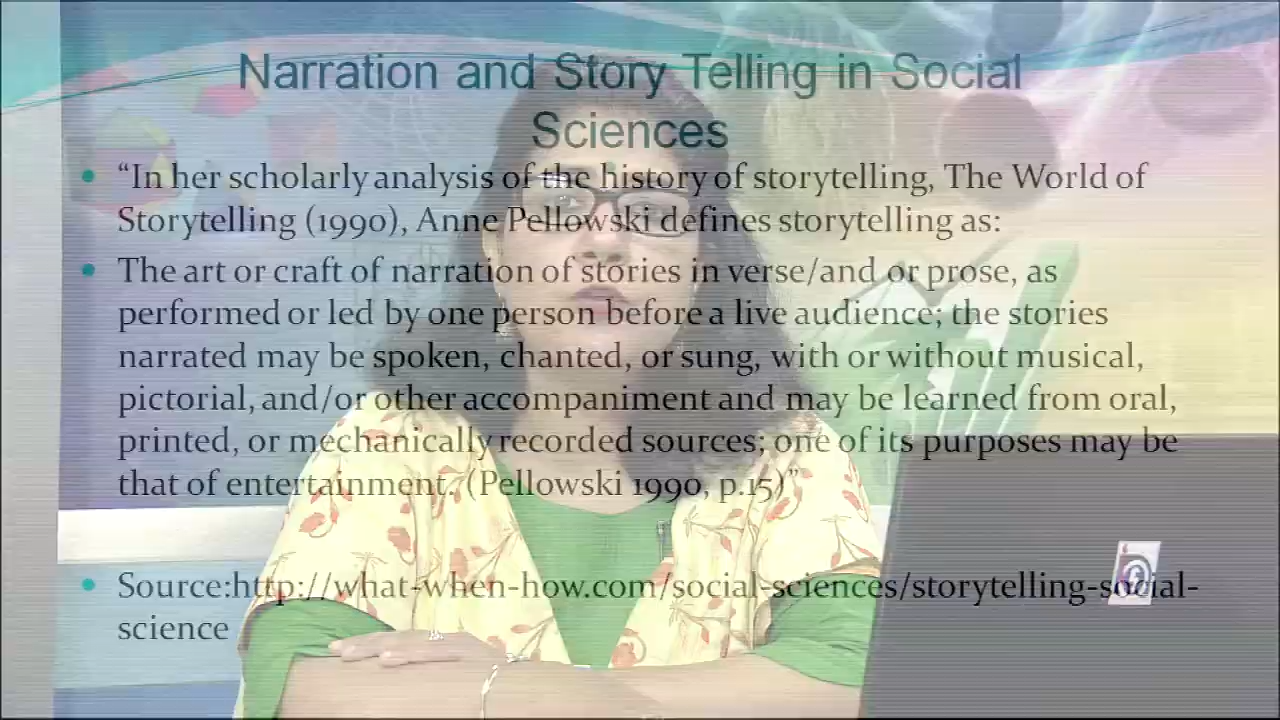 Narration and Story Telling in Social
Sciences
“In her scholarly analysis of the history of storytelling, The World of
Storytelling (1990), Anne Pellowski defines storytelling as:
The art or craft of narration of stories in verse/and or prose, as
performed or led by one person before a live audience; the stories
narrated may be spoken, chanted, or sung, with or without musical,
pictorial, and/or other accompaniment and may be learned from oral,
printed, or mechanically recorded sources; one of its purposes may be
that of entertainment. (Pellowski 1990, p.15)”
Source:http://what-when-how.com/social-sciences/storytelling-social-
science